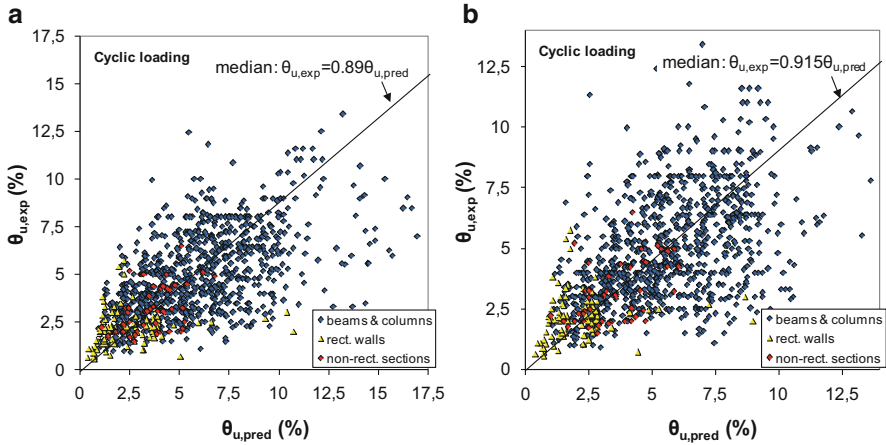 a
17,5
15
12,5
10
7,5
5
2,5
0
θu,exp (%)
Cyclic loading
median: θu,exp=0.89θu,pred
beams & columns
rect. walls
non-rect. sections
0 2,5 5 7,5 10 12,5 15 17,5
θu,pred (%)
b
12,5
10
7,5
5
2,5
0
θu,exp (%)
Cyclic loading
median: θu,exp=0.915θu,pred
beams & columns
rect. walls
non-rect. sections
0 2,5 5 7,5 10 12,5
θu,pred (%)